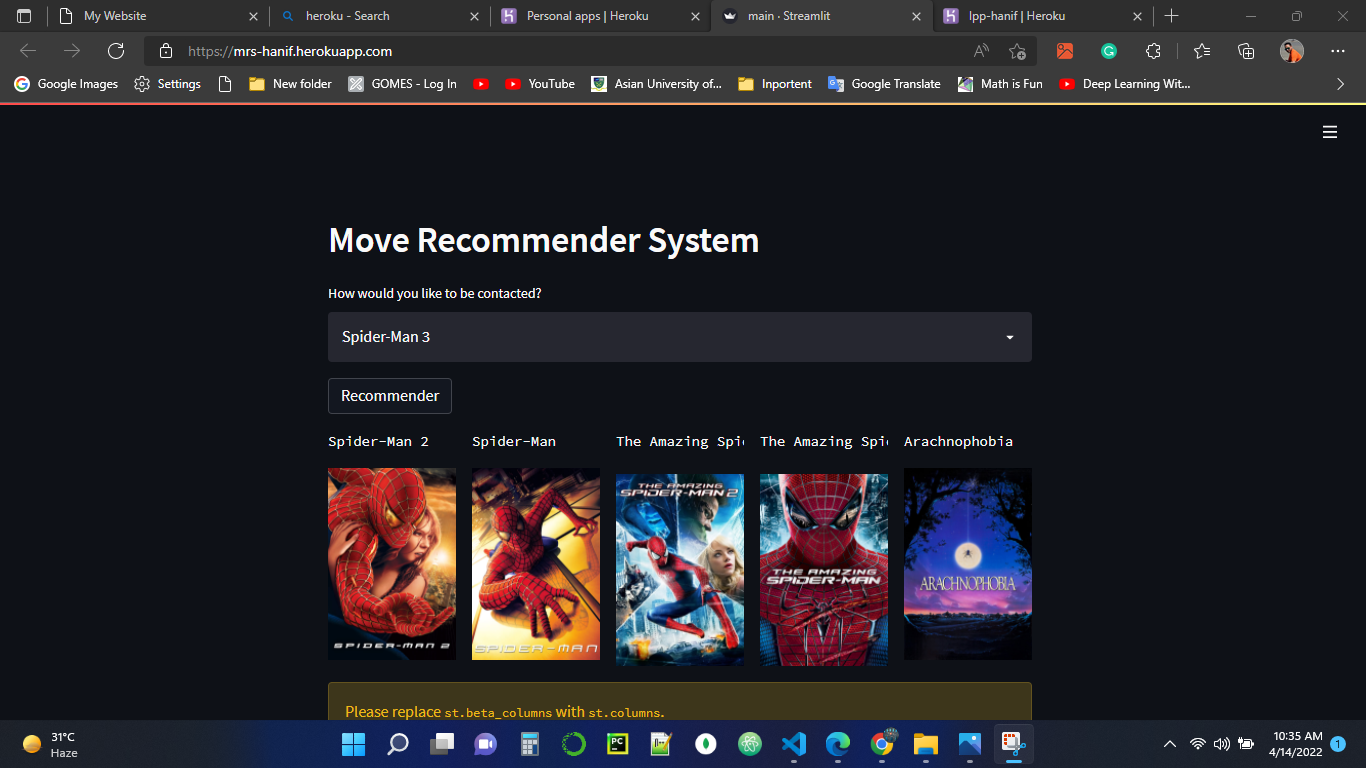 My Website
heroku - Search
Personal apps | Heroku
main · Streamlit
lpp-hanif | Heroku
https://mrs-hanif.herokuapp.com
Google Images
Settings
New folder
GOMES - Log In
YouTube
Asian University of...
Inportent
Google Translate
Math is Fun
Deep Learning Wit...
Move Recommender System
How would you like to be contacted?
Spider-Man 3
Recommender
Spider-Man 2
Spider-Man
The Amazing Spi
The Amazing Spi
Arachnophobia
SPIDER-MAN 2
SPIDER-MAN
THE AMAZING
SPIDER-MAN 2
THE AMAZING
SPIDER-MAN
ARACHNOPHOBIA
Please replace st.beta_columns with st.columns.
31°C
Haze
PC
10:35 AM
4/14/2022
1